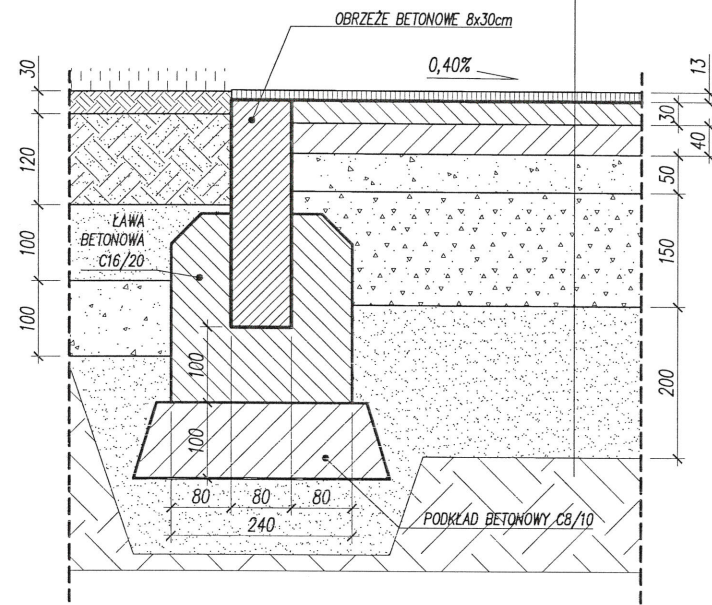 OBRZEŻE BETONOWE 8x30cm
0,40%
30
120
100
100
ŁAWA
BETONOWA
C16/20
13
30
40
50
150
200
100
100
80 80 80
240
PODKŁAD BETONOWY C8/10